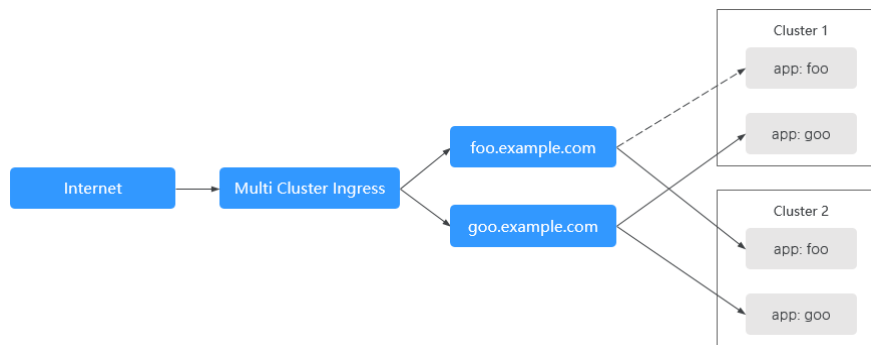 Internet
Multi Cluster Ingress
foo.example.com
goo.example.com
Cluster 1
app: foo
app: goo
Cluster 2
app: foo
app: goo